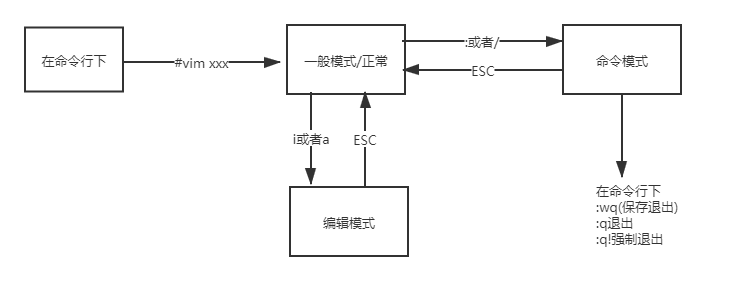 在命令行下
#vim xxx
一般模式/正常
:或者/
ESC
命令模式
i或者a
ESC
编辑模式
在命令行下
:wq(保存退出)
:q退出
:q!强制退出